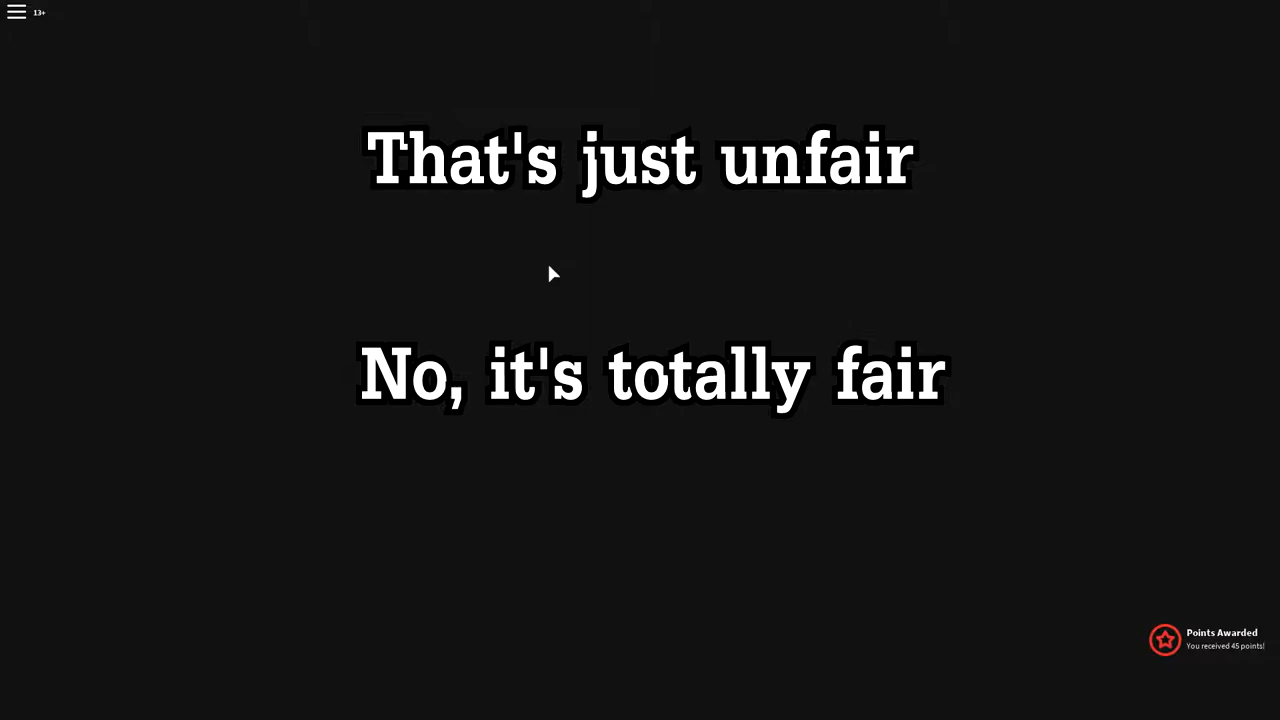 13+
That's just unfair
No, it's totally fair
Points Awarded
You received 45 points!